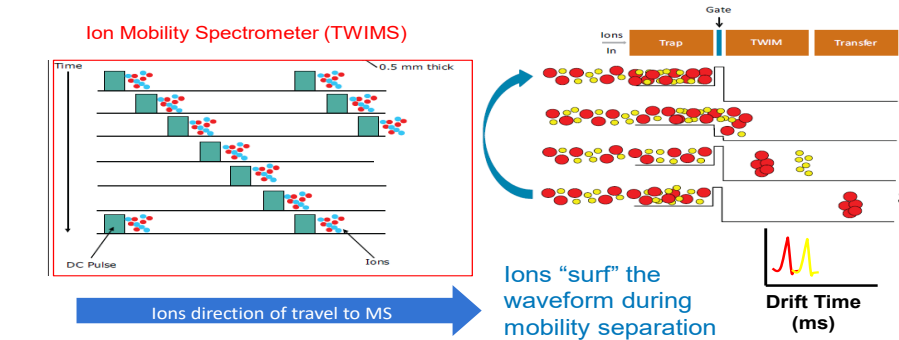 Ion Mobility Spectrometer (TWIMS)
Time
0.5 mm thick
DC Pulse
Ions
Ions direction of travel to MS
Gate
Ions
In
Trap
TWIM
Transfer
Ions “surf” the
waveform during
mobility separation
Drift Time
(ms)